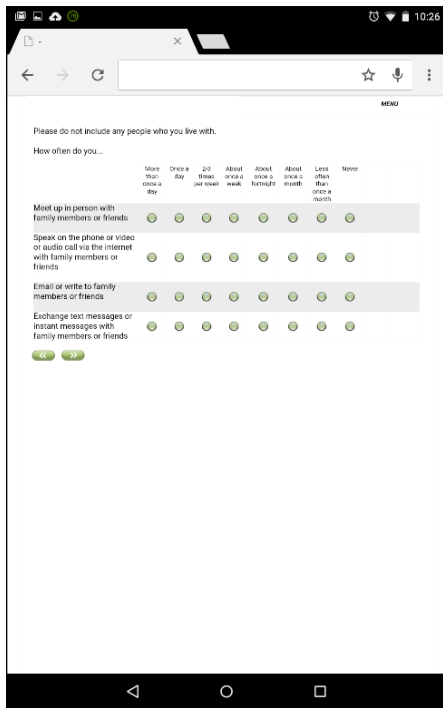 10:26
-
MENU
Please do not include any people who you live with.
How often do you...
More than once a day
Once a day
2-3 times per week
About once a week
About once a fortnight
About once a month
Less often than once a month
Never
Meet up in person with
family members or friends
Speak on the phone or video
or audio call via the internet
with family members or
friends
Email or write to family
members or friends
Exchange text messages or
instant messages with
family members or friends
<< >>